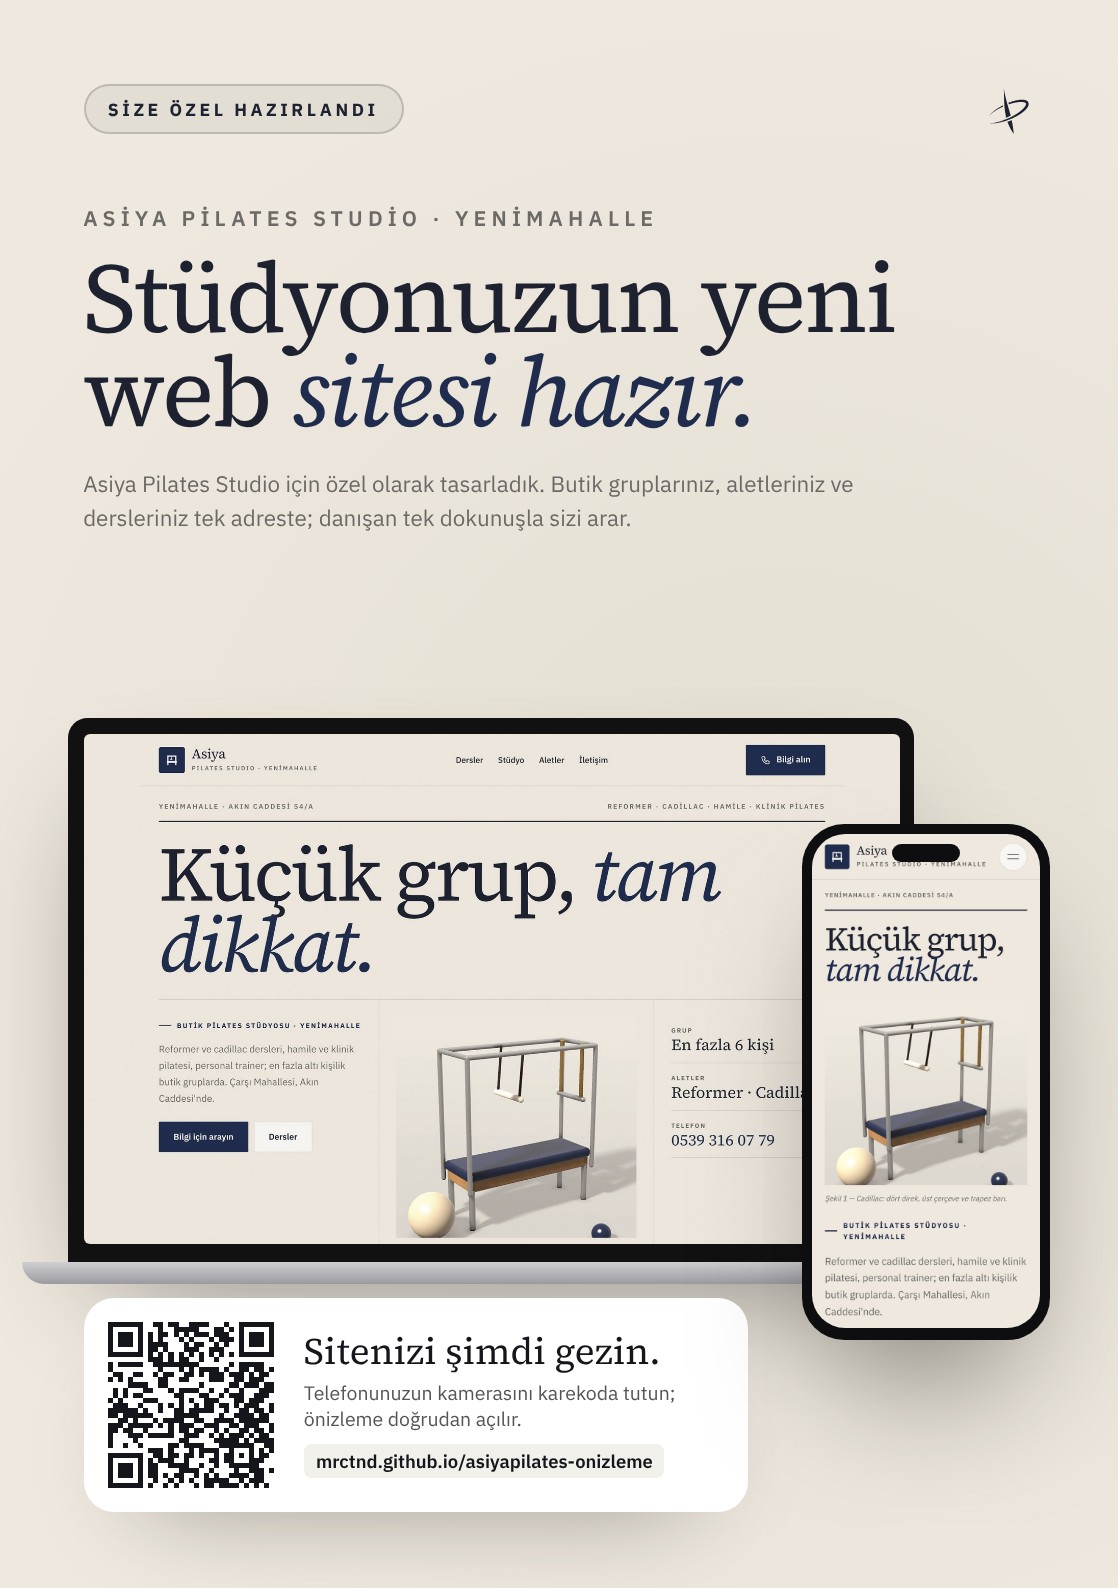 SİZE ÖZEL HAZIRLANDI
ASİYA PİLATES STUDİO · YENİMAHALLE
Stüdyonuzun yeni
web sitesi hazır.
Asiya Pilates Studio için özel olarak tasarladık. Butik gruplarınız, aletleriniz ve
dersleriniz tek adreste; danışan tek dokunuşla sizi arar.
Asiya
PILATES STUDIO · YENİMAHALLE
Dersler Stüdyo Aletler İletişim
Bilgi alın
YENİMAHALLE · AKIN CADDESİ 54/A
REFORMER · CADİLLAC · HAMİLE · KLİNİK PİLATES
Küçük grup, tam
dikkat.
BUTİK PİLATES STÜDYOSU · YENİMAHALLE
Reformer ve cadillac dersleri, hamile ve klinik
pilates, personal trainer; en fazla altı kişilik
butik gruplarda. Çarşı Mahallesi, Akın
Caddesi'nde.
Bilgi için arayın
Dersler
GRUP
En fazla 6 kişi
ALETLER
Reformer · Cadilla
TELEFON
0539 316 07 79
Asiya
PILATES STUDIO · YENİMAHALLE
YENİMAHALLE · AKIN CADDESİ 54/A
Küçük grup,
tam dikkat.
Şekil 1 — Cadillac: dört direk, üst çerçeve ve trapez barı.
BUTİK PİLATES STÜDYOSU ·
YENİMAHALLE
Reformer ve cadillac dersleri, hamile ve klinik
pilates, personal trainer; en fazla altı kişilik
butik gruplarda. Çarşı Mahallesi, Akın
Caddesi'nde.
Sitenizi şimdi gezin.
Telefonunuzun kamerasını karekoda tutun;
önizleme doğrudan açılır.
mrctnd.github.io/asiyapilates-onizleme